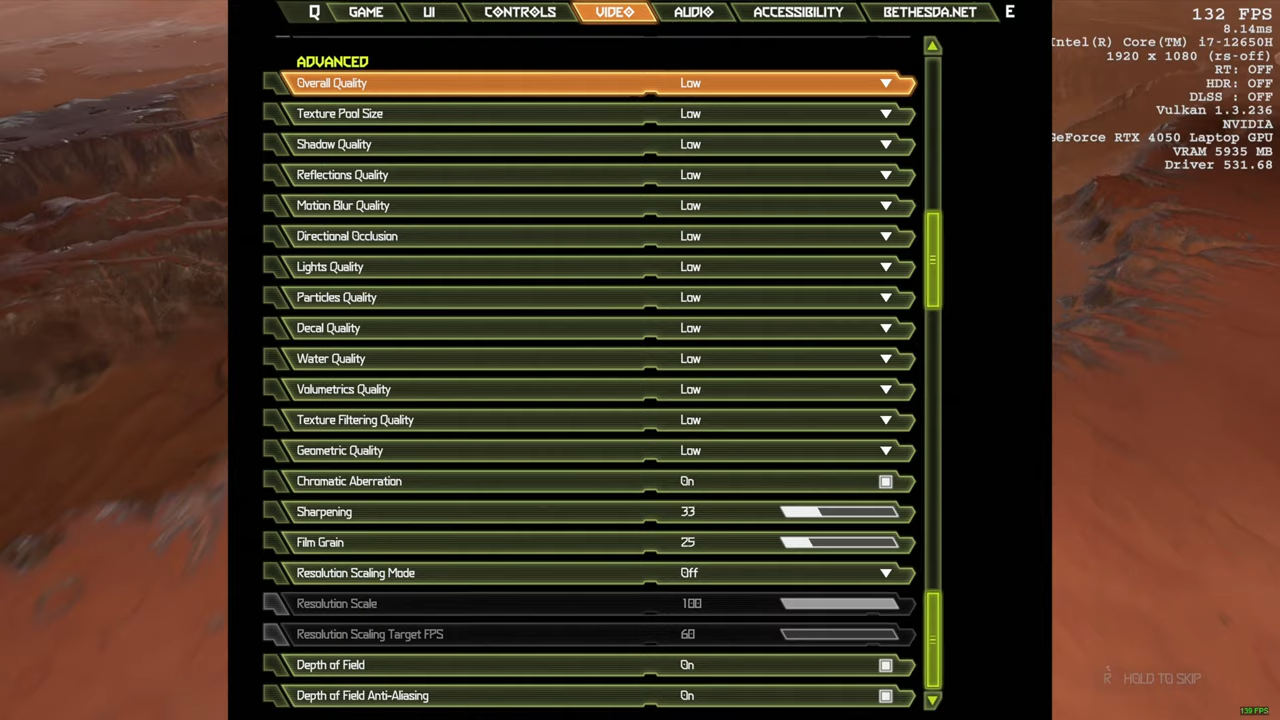 Q GAME UI CONTROLS VIDEO AUDIO ACCESSIBILITY BETHESDA.NET E
132 FPS
8.14ms
Intel(R) Core(TM) i7-12650H
1920 x 1080 (rs-off)
RT: OFF
HDR: OFF
DLSS : OFF
Vulkan 1.3.236
NVIDIA
GeForce RTX 4050 Laptop GPU
VRAM 5935 MB
Driver 531.68
ADVANCED
Overall Quality Low
Texture Pool Size Low
Shadow Quality Low
Reflections Quality Low
Motion Blur Quality Low
Directional Occlusion Low
Lights Quality Low
Particles Quality Low
Decal Quality Low
Water Quality Low
Volumetrics Quality Low
Texture Filtering Quality Low
Geometric Quality Low
Chromatic Aberration On
Sharpening 33
Film Grain 25
Resolution Scaling Mode Off
Resolution Scale 100
Resolution Scaling Target FPS 60
Depth of Field On
Depth of Field Anti-Aliasing On
R HOLD TO SKIP
139 FPS